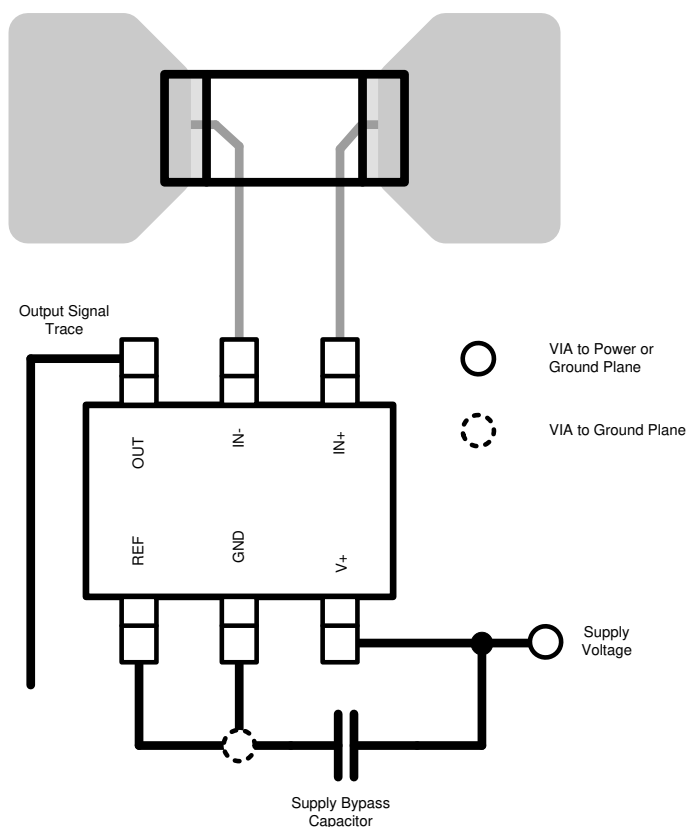 Output Signal
Trace
VIA to Power or
Ground Plane
VIA to Ground Plane
OUT
IN-
IN+
REF
GND
V+
Supply
Voltage
Supply Bypass
Capacitor